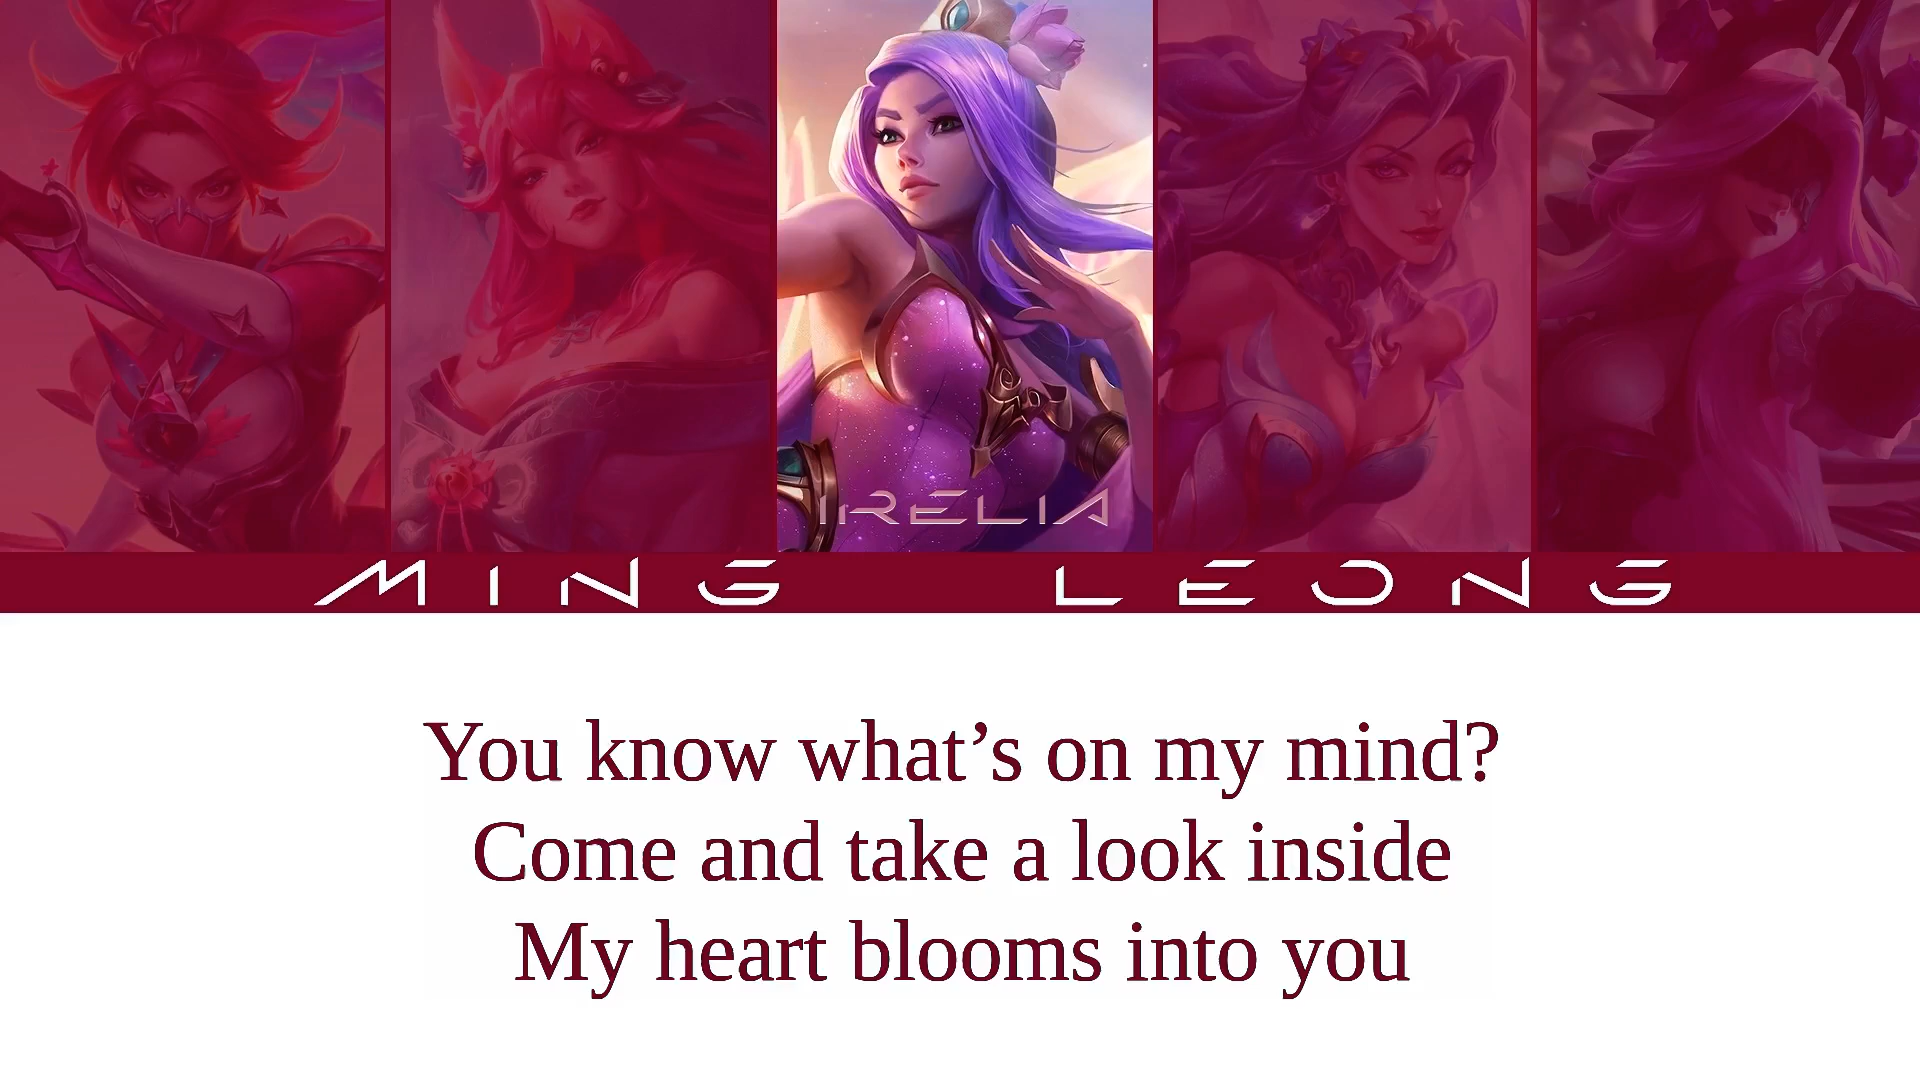 IRELIA
MING LEONG
You know what’s on my mind?
Come and take a look inside
My heart blooms into you